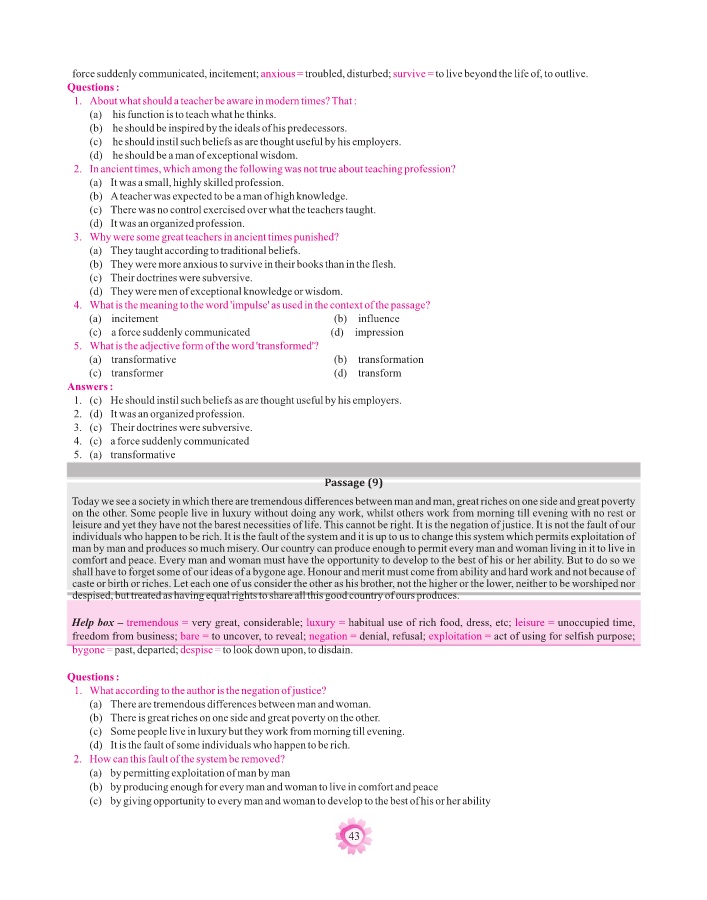 force suddenly communicated, incitement; anxious = troubled, disturbed; survive = to live beyond the life of, to outlive.
Questions :
1. About what should a teacher be aware in modern times? That :
(a) his function is to teach what he thinks.
(b) he should be inspired by the ideals of his predecessors.
(c) he should instil such beliefs as are thought useful by his employers.
(d) he should be a man of exceptional wisdom.
2. In ancient times, which among the following was not true about teaching profession?
(a) It was a small, highly skilled profession.
(b) A teacher was expected to be a man of high knowledge.
(c) There was no control exercised over what the teachers taught.
(d) It was an organized profession.
3. Why were some great teachers in ancient times punished?
(a) They taught according to traditional beliefs.
(b) They were more anxious to survive in their books than in the flesh.
(c) Their doctrines were subversive.
(d) They were men of exceptional knowledge or wisdom.
4. What is the meaning to the word 'impulse' as used in the context of the passage?
(a) incitement (b) influence
(c) a force suddenly communicated (d) impression
5. What is the adjective form of the word 'transformed'?
(a) transformative (b) transformation
(c) transformer (d) transform
Answers :
1. (c) He should instil such beliefs as are thought useful by his employers.
2. (d) It was an organized profession.
3. (c) Their doctrines were subversive.
4. (c) a force suddenly communicated
5. (a) transformative
Passage (9)
Today we see a society in which there are tremendous differences between man and man, great riches on one side and great poverty
on the other. Some people live in luxury without doing any work, whilst others work from morning till evening with no rest or
leisure and yet they have not the barest necessities of life. This cannot be right. It is the negation of justice. It is not the fault of our
individuals who happen to be rich. It is the fault of the system and it is up to us to change this system which permits exploitation of
man by man and produces so much misery. Our country can produce enough to permit every man and woman living in it to live in
comfort and peace. Every man and woman must have the opportunity to develop to the best of his or her ability. But to do so we
shall have to forget some of our ideas of a bygone age. Honour and merit must come from ability and hard work and not because of
caste or birth or riches. Let each one of us consider the other as his brother, not the higher or the lower, neither to be worshiped nor
despised, but treated as having equal rights to share all this good country of ours produces.
Help box – tremendous = very great, considerable; luxury = habitual use of rich food, dress, etc; leisure = unoccupied time,
freedom from business; bare = to uncover, to reveal; negation = denial, refusal; exploitation = act of using for selfish purpose;
bygone = past, departed; despise = to look down upon, to disdain.
Questions :
1. What according to the author is the negation of justice?
(a) There are tremendous differences between man and woman.
(b) There is great riches on one side and great poverty on the other.
(c) Some people live in luxury but they work from morning till evening.
(d) It is the fault of some individuals who happen to be rich.
2. How can this fault of the system be removed?
(a) by permitting exploitation of man by man
(b) by producing enough for every man and woman to live in comfort and peace
(c) by giving opportunity to every man and woman to develop to the best of his or her ability
43